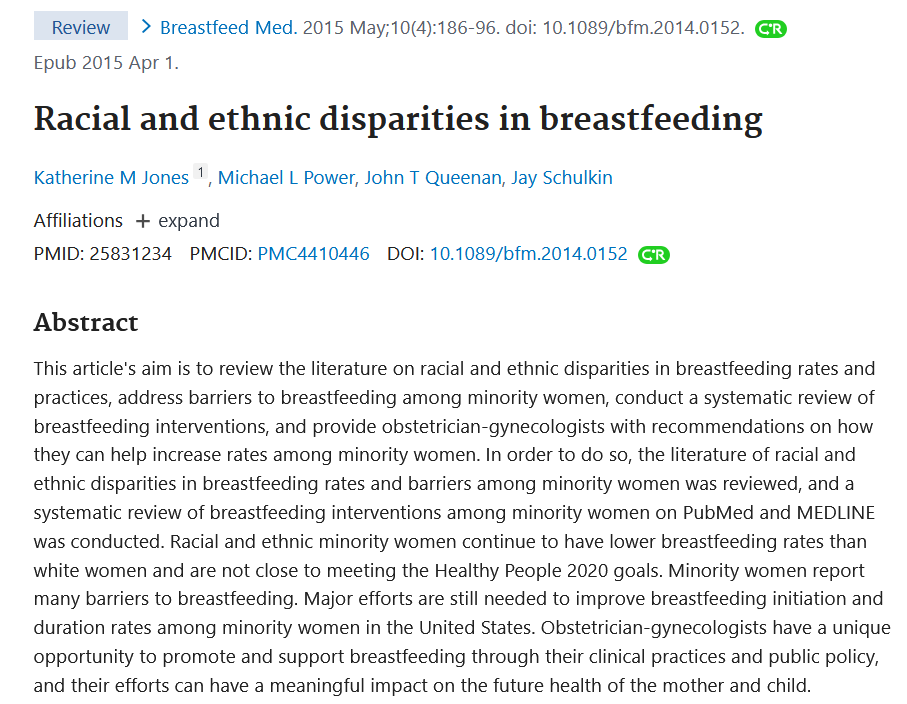 Review > Breastfeed Med. 2015 May;10(4):186-96. doi: 10.1089/bfm.2014.0152. CR
Epub 2015 Apr 1.
Racial and ethnic disparities in breastfeeding
Katherine M Jones 1, Michael L Power, John T Queenan, Jay Schulkin
Affiliations + expand
PMID: 25831234 PMCID: PMC4410446 DOI: 10.1089/bfm.2014.0152 CR
Abstract
This article's aim is to review the literature on racial and ethnic disparities in breastfeeding rates and
practices, address barriers to breastfeeding among minority women, conduct a systematic review of
breastfeeding interventions, and provide obstetrician-gynecologists with recommendations on how
they can help increase rates among minority women. In order to do so, the literature of racial and
ethnic disparities in breastfeeding rates and barriers among minority women was reviewed, and a
systematic review of breastfeeding interventions among minority women on PubMed and MEDLINE
was conducted. Racial and ethnic minority women continue to have lower breastfeeding rates than
white women and are not close to meeting the Healthy People 2020 goals. Minority women report
many barriers to breastfeeding. Major efforts are still needed to improve breastfeeding initiation and
duration rates among minority women in the United States. Obstetrician-gynecologists have a unique
opportunity to promote and support breastfeeding through their clinical practices and public policy,
and their efforts can have a meaningful impact on the future health of the mother and child.